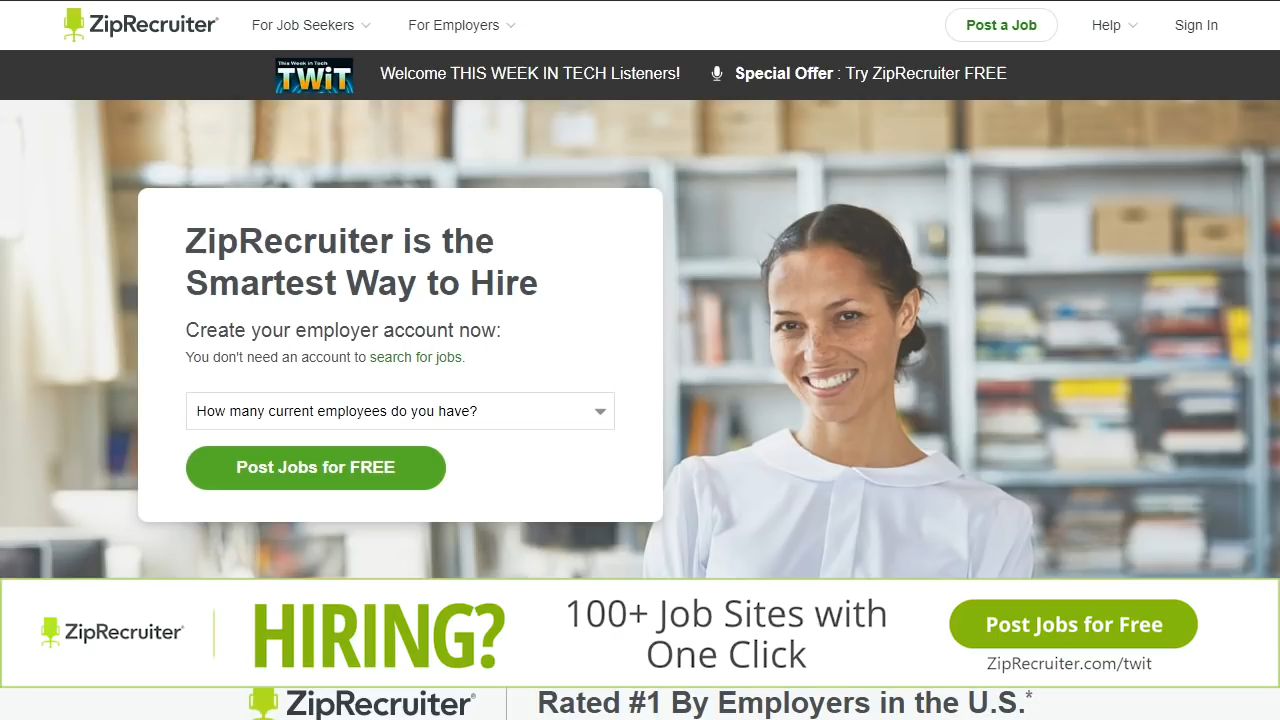 ZipRecruiter
For Job Seekers
For Employers
Post a Job
Help
Sign In
This Week in Tech
TWiT
Welcome THIS WEEK IN TECH Listeners!
Special Offer : Try ZipRecruiter FREE
ZipRecruiter is the
Smartest Way to Hire
Create your employer account now:
You don't need an account to search for jobs.
How many current employees do you have?
Post Jobs for FREE
ZipRecruiter
HIRING?
100+ Job Sites with
One Click
Post Jobs for Free
ZipRecruiter.com/twit
ZipRecruiter
Rated #1 By Employers in the U.S.*